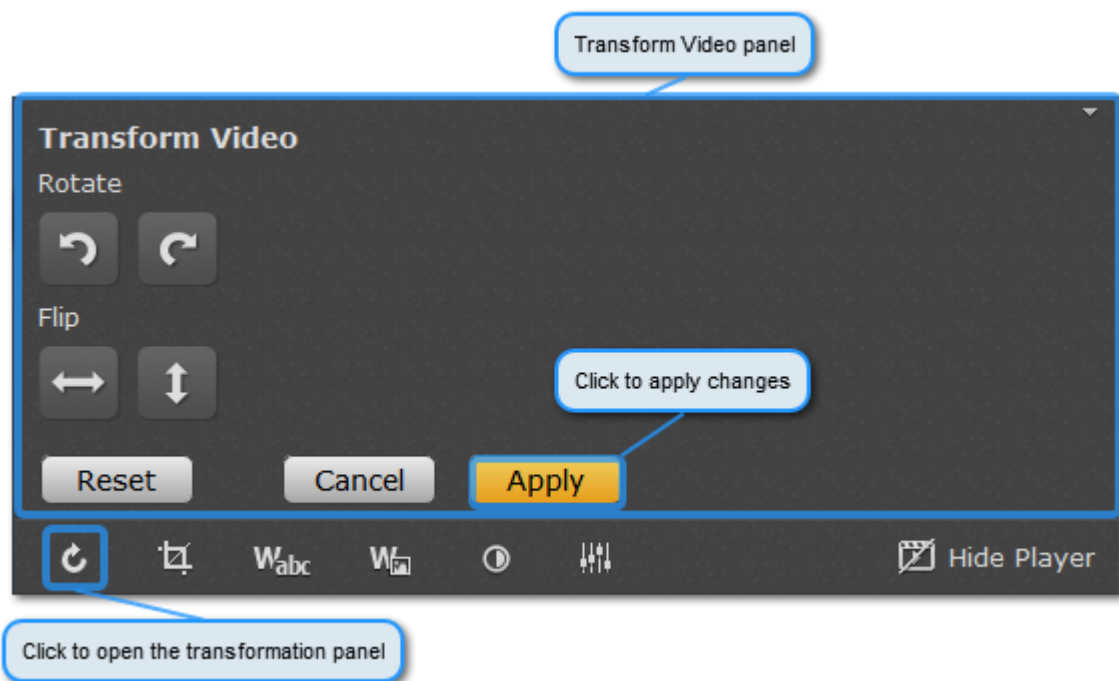 Transform Video panel
Transform Video
Rotate
Flip
Click to apply changes
Reset Cancel Apply
Wabc W Hide Player
Click to open the transformation panel